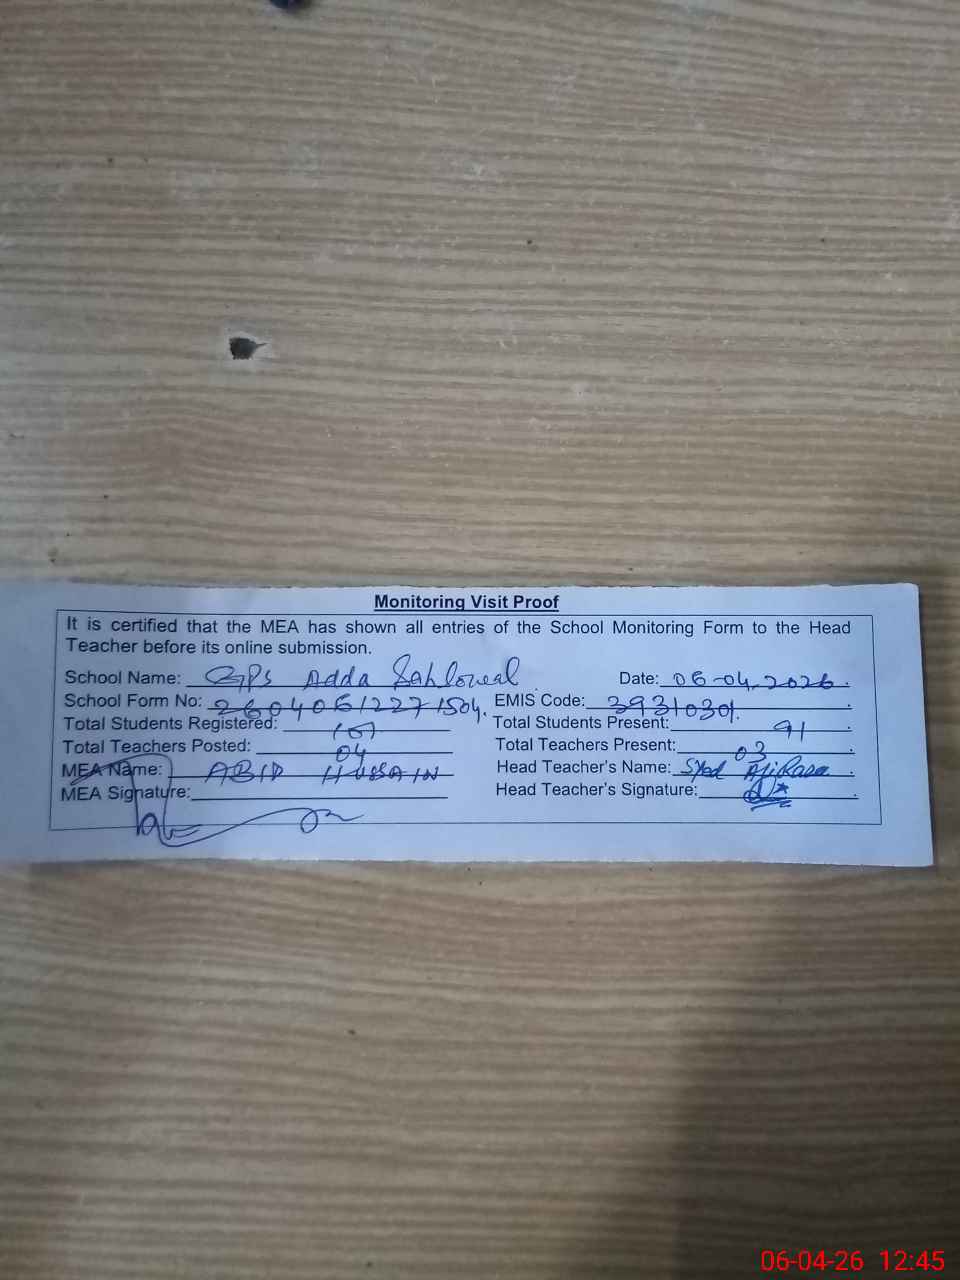 Monitoring Visit Proof
It is certified that the MEA has shown all entries of the School Monitoring Form to the Head
Teacher before its online submission.
School Name: GPS Adda Sahlowal Date: 06-04-2026.
School Form No: 26040612271504. EMIS Code: 39310301.
Total Students Registered: 101 Total Students Present: 91.
Total Teachers Posted: 04 Total Teachers Present: 03.
MEA Name: ABID HUSSAIN Head Teacher's Name: Syed Raza.
MEA Signature: Head Teacher's Signature:
06-04-26 12:45